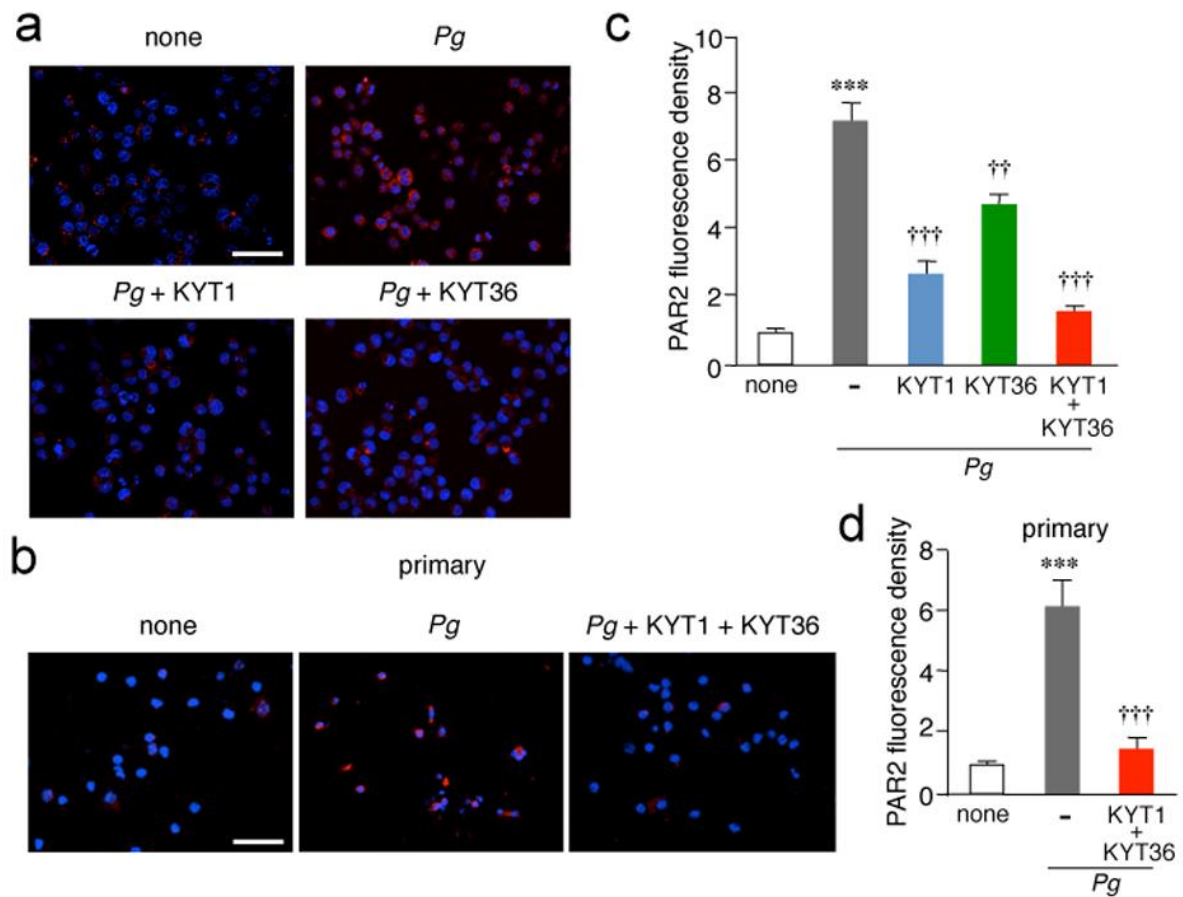 a
none
Pg
Pg + KYT1
Pg + KYT36
b
primary
none
Pg
Pg + KYT1 + KYT36
c
PAR2 fluorescence density
10
8
6
4
2
0
***
†††
††
†††
none
-
KYT1
KYT36
KYT1
+
KYT36
Pg
d
primary
PAR2 fluorescence density
8
6
4
2
0
***
†††
none
-
KYT1
+
KYT36
Pg